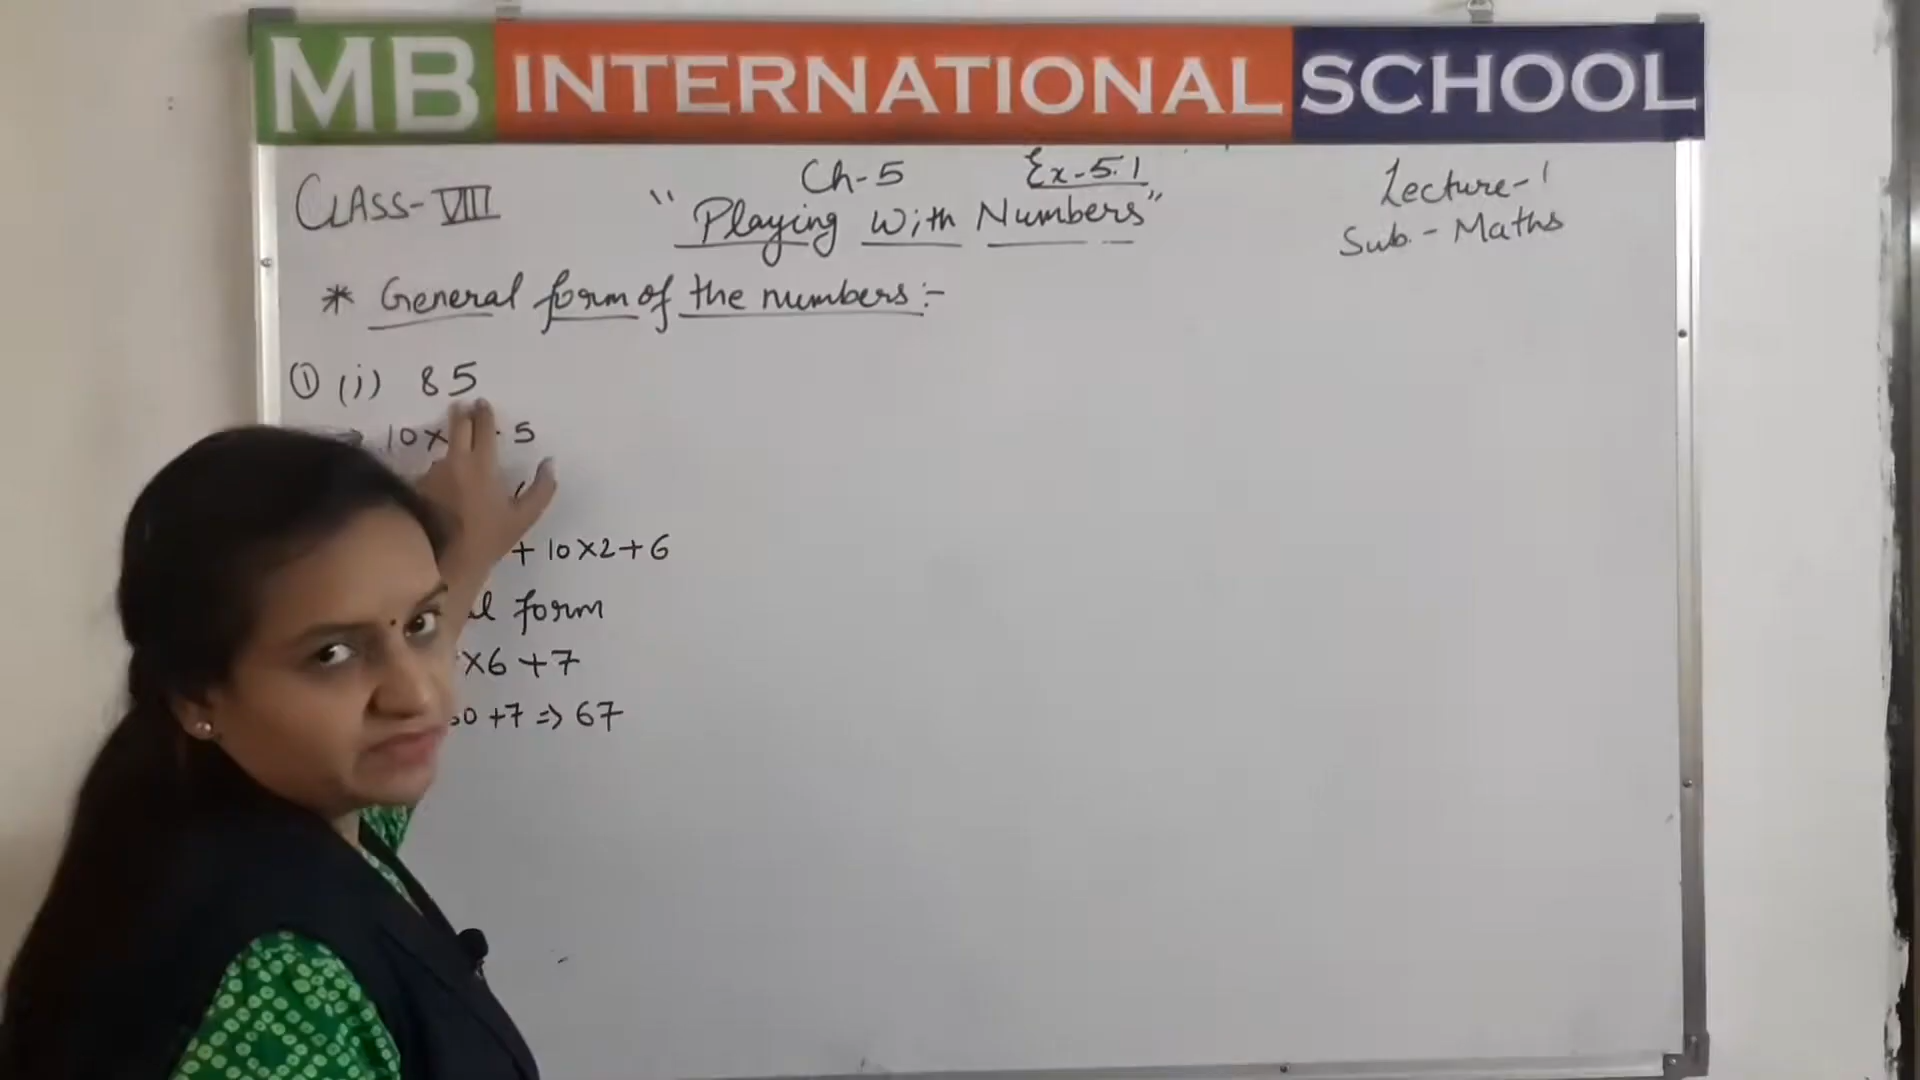 MB INTERNATIONAL SCHOOL
CLASS-VIII
Ch-5 Ex-5.1
"Playing With Numbers"
Lecture-1
Sub.- Maths
* General form of the numbers:-
① (i) 85
10× 5
+ 10×2+6
form
×6 +7
+7 => 67